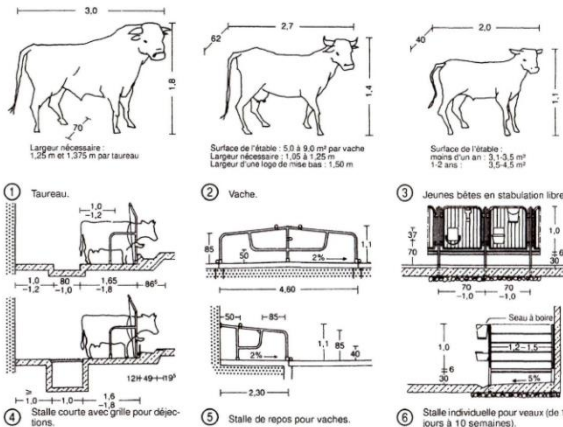 3,0
1,8
70
Largeur nécessaire :
1,25 m et 1,375 m par taureau
① Taureau.
62
2,7
1,4
Surface de l'étable : 5,0 à 9,0 m² par vache
Largeur nécessaire : 1,05 à 1,25 m
Largeur d'une loge de mise bas : 1,50 m
② Vache.
40
2,0
1,1
Surface de l'étable :
moins d'un an : 3,1-3,5 m²
1-2 ans : 3,5-4,5 m²
③ Jeunes bêtes en stabulation libre
1,0
-1,2
1,0
-1,2
80
-1,0
1,65
-1,8
86⁵
12 49 19⁵
≥
1,0
1,0
1,6
-1,8
④ Stalle courte avec grille pour déjec-
tions.
85
50
2%
1,1
4,60
50
85
2%
1,1
85
40
2,30
⑤ Stalle de repos pour vaches.
37
70
1,0
6
30
70
-1,0
70
-1,0
Seau à boire
1,0
1,2-1,5
6
30
5%
⑥ Stalle individuelle pour veaux (de
jours à 10 semaines).